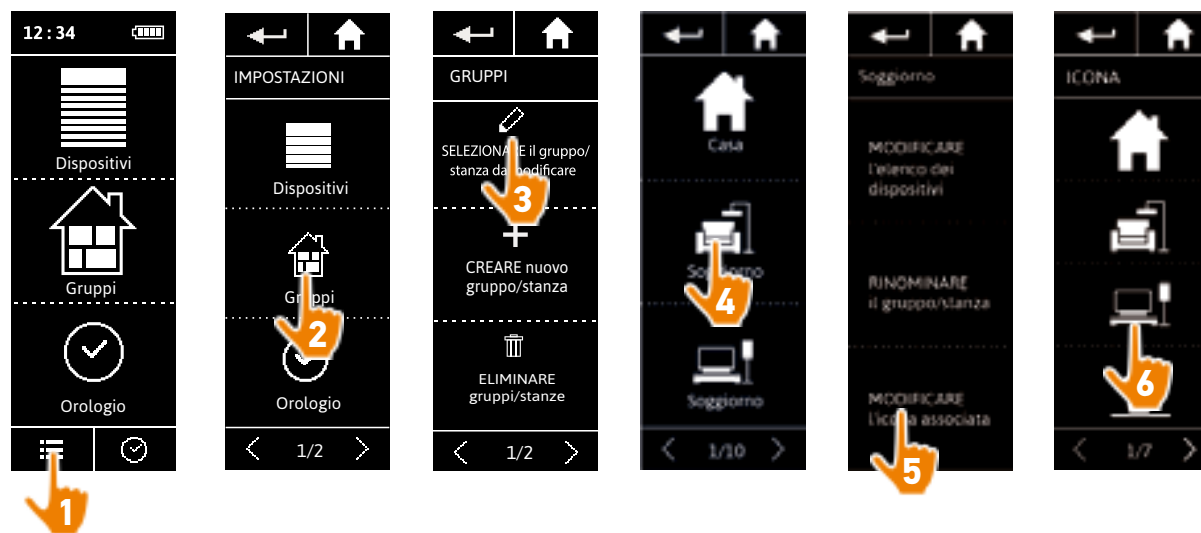 12:34
Dispositivi
Gruppi
Orologio
1
IMPOSTAZIONI
Dispositivi
Gruppi
2
Orologio
1/2
GRUPPI
SELEZIONARE il gruppo/
stanza da modificare
3
CREARE nuovo
gruppo/stanza
ELIMINARE
gruppi/stanze
1/2
Casa
Soggiorno
4
Soggiorno
1/10
Soggiorno
MODIFICARE
l'elenco dei
dispositivi
RINOMINARE
il gruppo/stanza
MODIFICARE
l'icona associata
5
ICONA
6
1/7